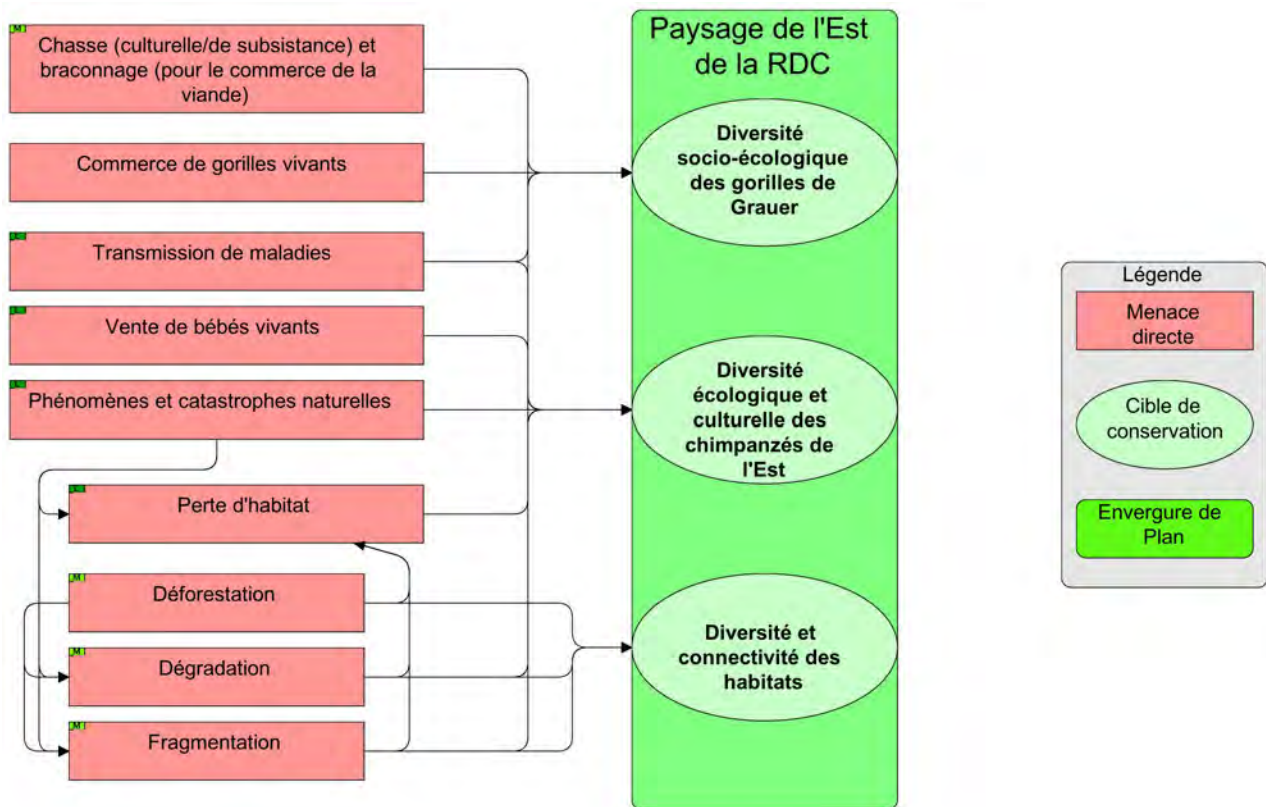 M
Chasse (culturelle/de subsistance) et
braconnage (pour le commerce de la
viande)
Commerce de gorilles vivants
L
Transmission de maladies
L
Vente de bébés vivants
L
Phénomènes et catastrophes naturelles
L
Perte d'habitat
M
Déforestation
M
Dégradation
M
Fragmentation
Paysage de l'Est
de la RDC
Diversité
socio-écologique
des gorilles de
Grauer
Diversité
écologique et
culturelle des
chimpanzés de
l'Est
Diversité et
connectivité des
habitats
Légende
Menace
directe
Cible de
conservation
Envergure de
Plan